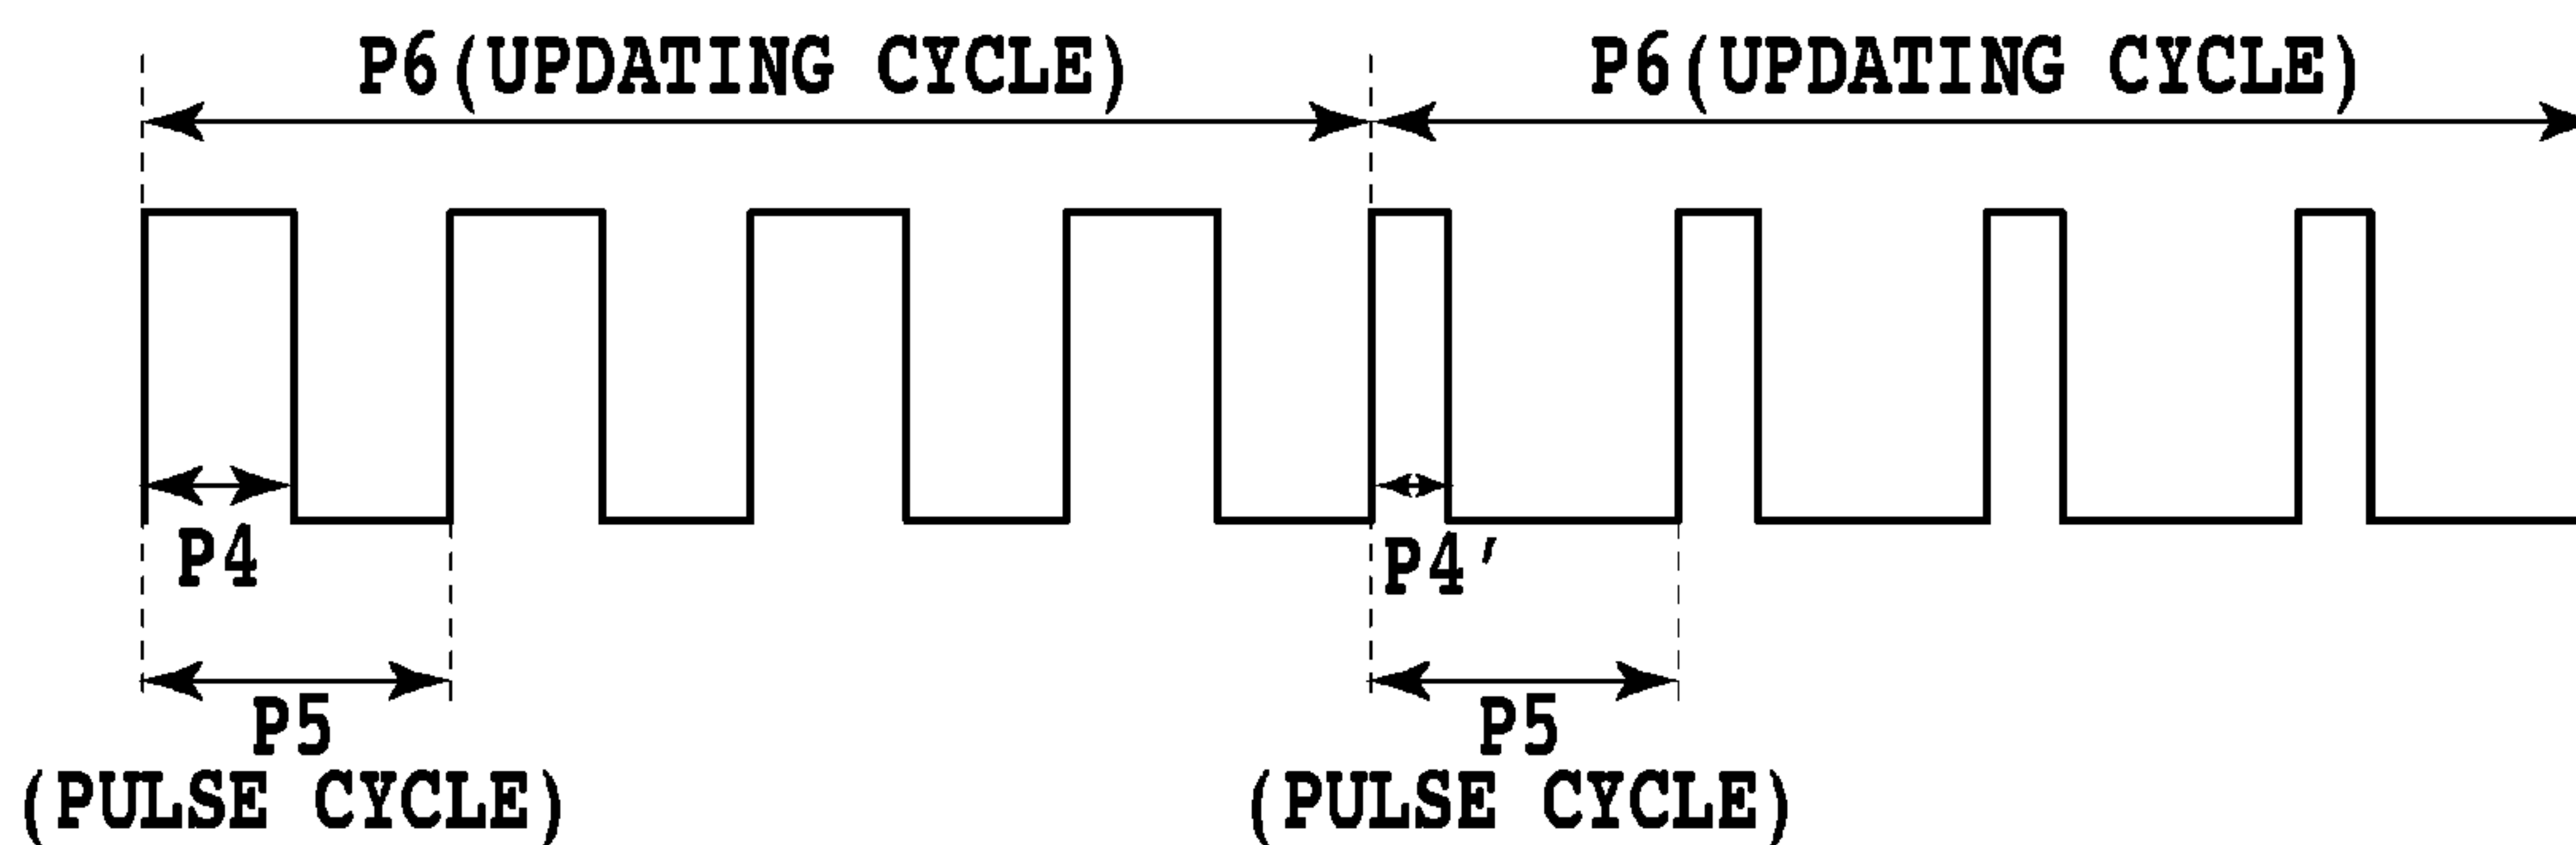 P6(UPDATING CYCLE)
P6(UPDATING CYCLE)
P4
P4'
P5
(PULSE CYCLE)
P5
(PULSE CYCLE)